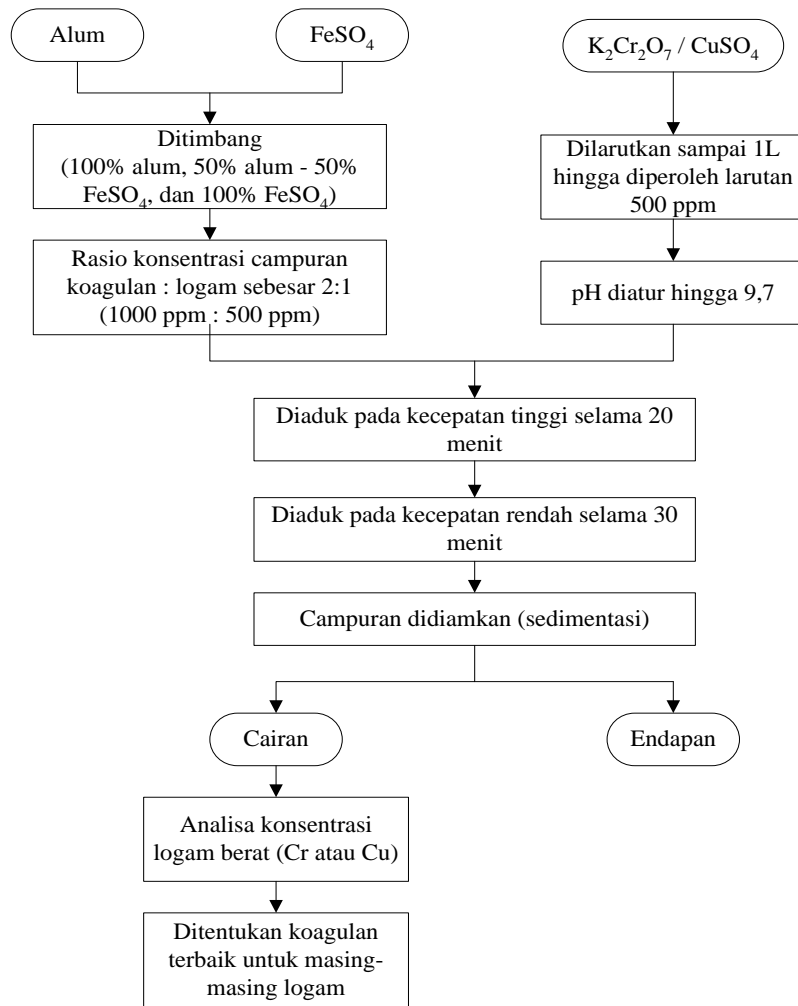 Alum
FeSO₄
K₂Cr₂O₇ / CuSO₄
Ditimbang
(100% alum, 50% alum - 50%
FeSO₄, dan 100% FeSO₄)
Dilarutkan sampai 1L
hingga diperoleh larutan
500 ppm
Rasio konsentrasi campuran
koagulan : logam sebesar 2:1
(1000 ppm : 500 ppm)
pH diatur hingga 9,7
Diaduk pada kecepatan tinggi selama 20
menit
Diaduk pada kecepatan rendah selama 30
menit
Campuran didiamkan (sedimentasi)
Cairan
Endapan
Analisa konsentrasi
logam berat (Cr atau Cu)
Ditentukan koagulan
terbaik untuk masing-
masing logam